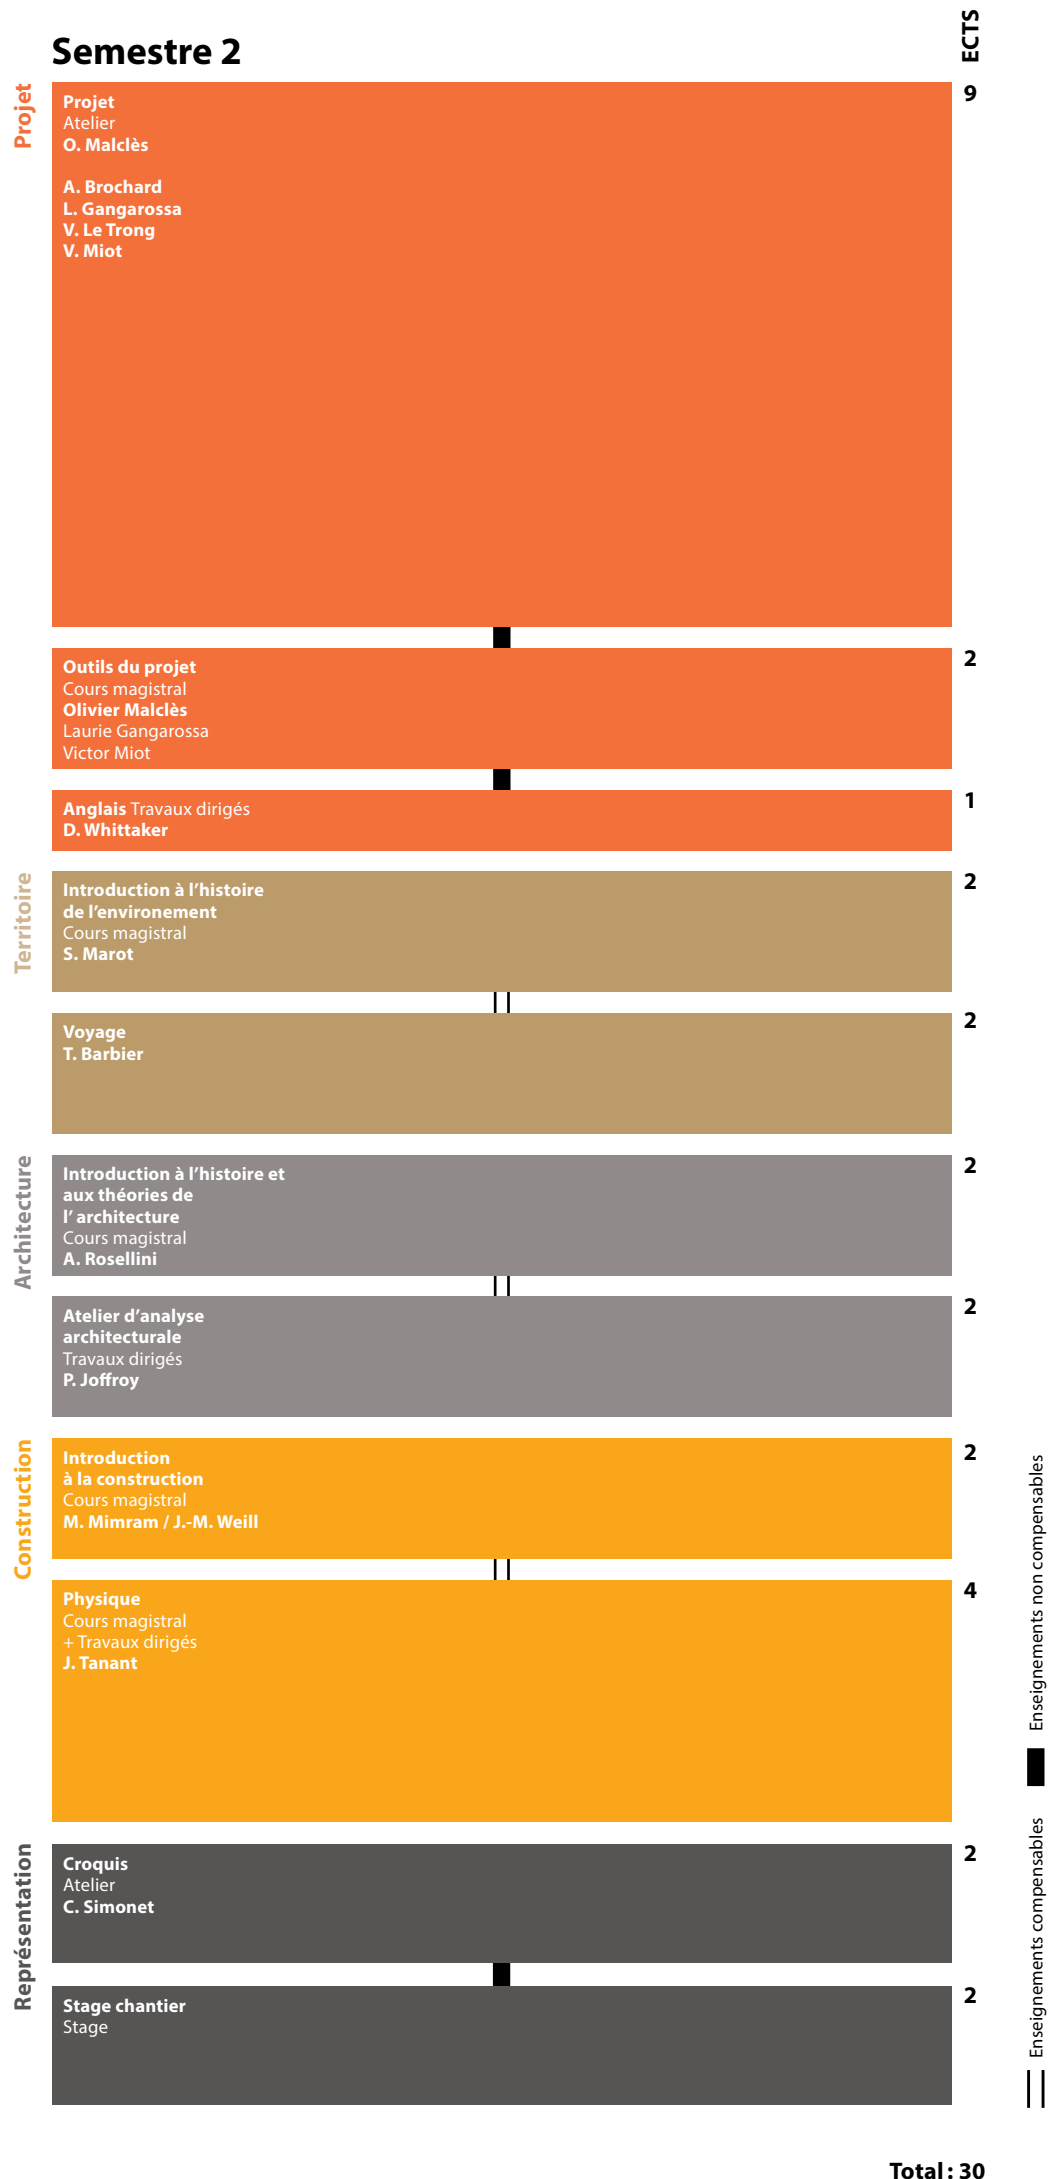 ECTS
Semestre 2
Projet
9
Projet
Atelier
O. Malclès
A. Brochard
L. Gangarossa
V. Le Trong
V. Miot
2
Outils du projet
Cours magistral
Olivier Malclès
Laurie Gangarossa
Victor Miot
1
Anglais Travaux dirigés
D. Whittaker
Territoire
2
Introduction à l’histoire
de l’environement
Cours magistral
S. Marot
2
Voyage
T. Barbier
Architecture
2
Introduction à l’histoire et
aux théories de
l’ architecture
Cours magistral
A. Rosellini
2
Atelier d’analyse
architecturale
Travaux dirigés
P. Joffroy
Construction
2
Introduction
à la construction
Cours magistral
M. Mimram / J.-M. Weill
4
Physique
Cours magistral
+ Travaux dirigés
J. Tanant
Représentation
2
Croquis
Atelier
C. Simonet
2
Stage chantier
Stage
Enseignements non compensables
Enseignements compensables
Total : 30